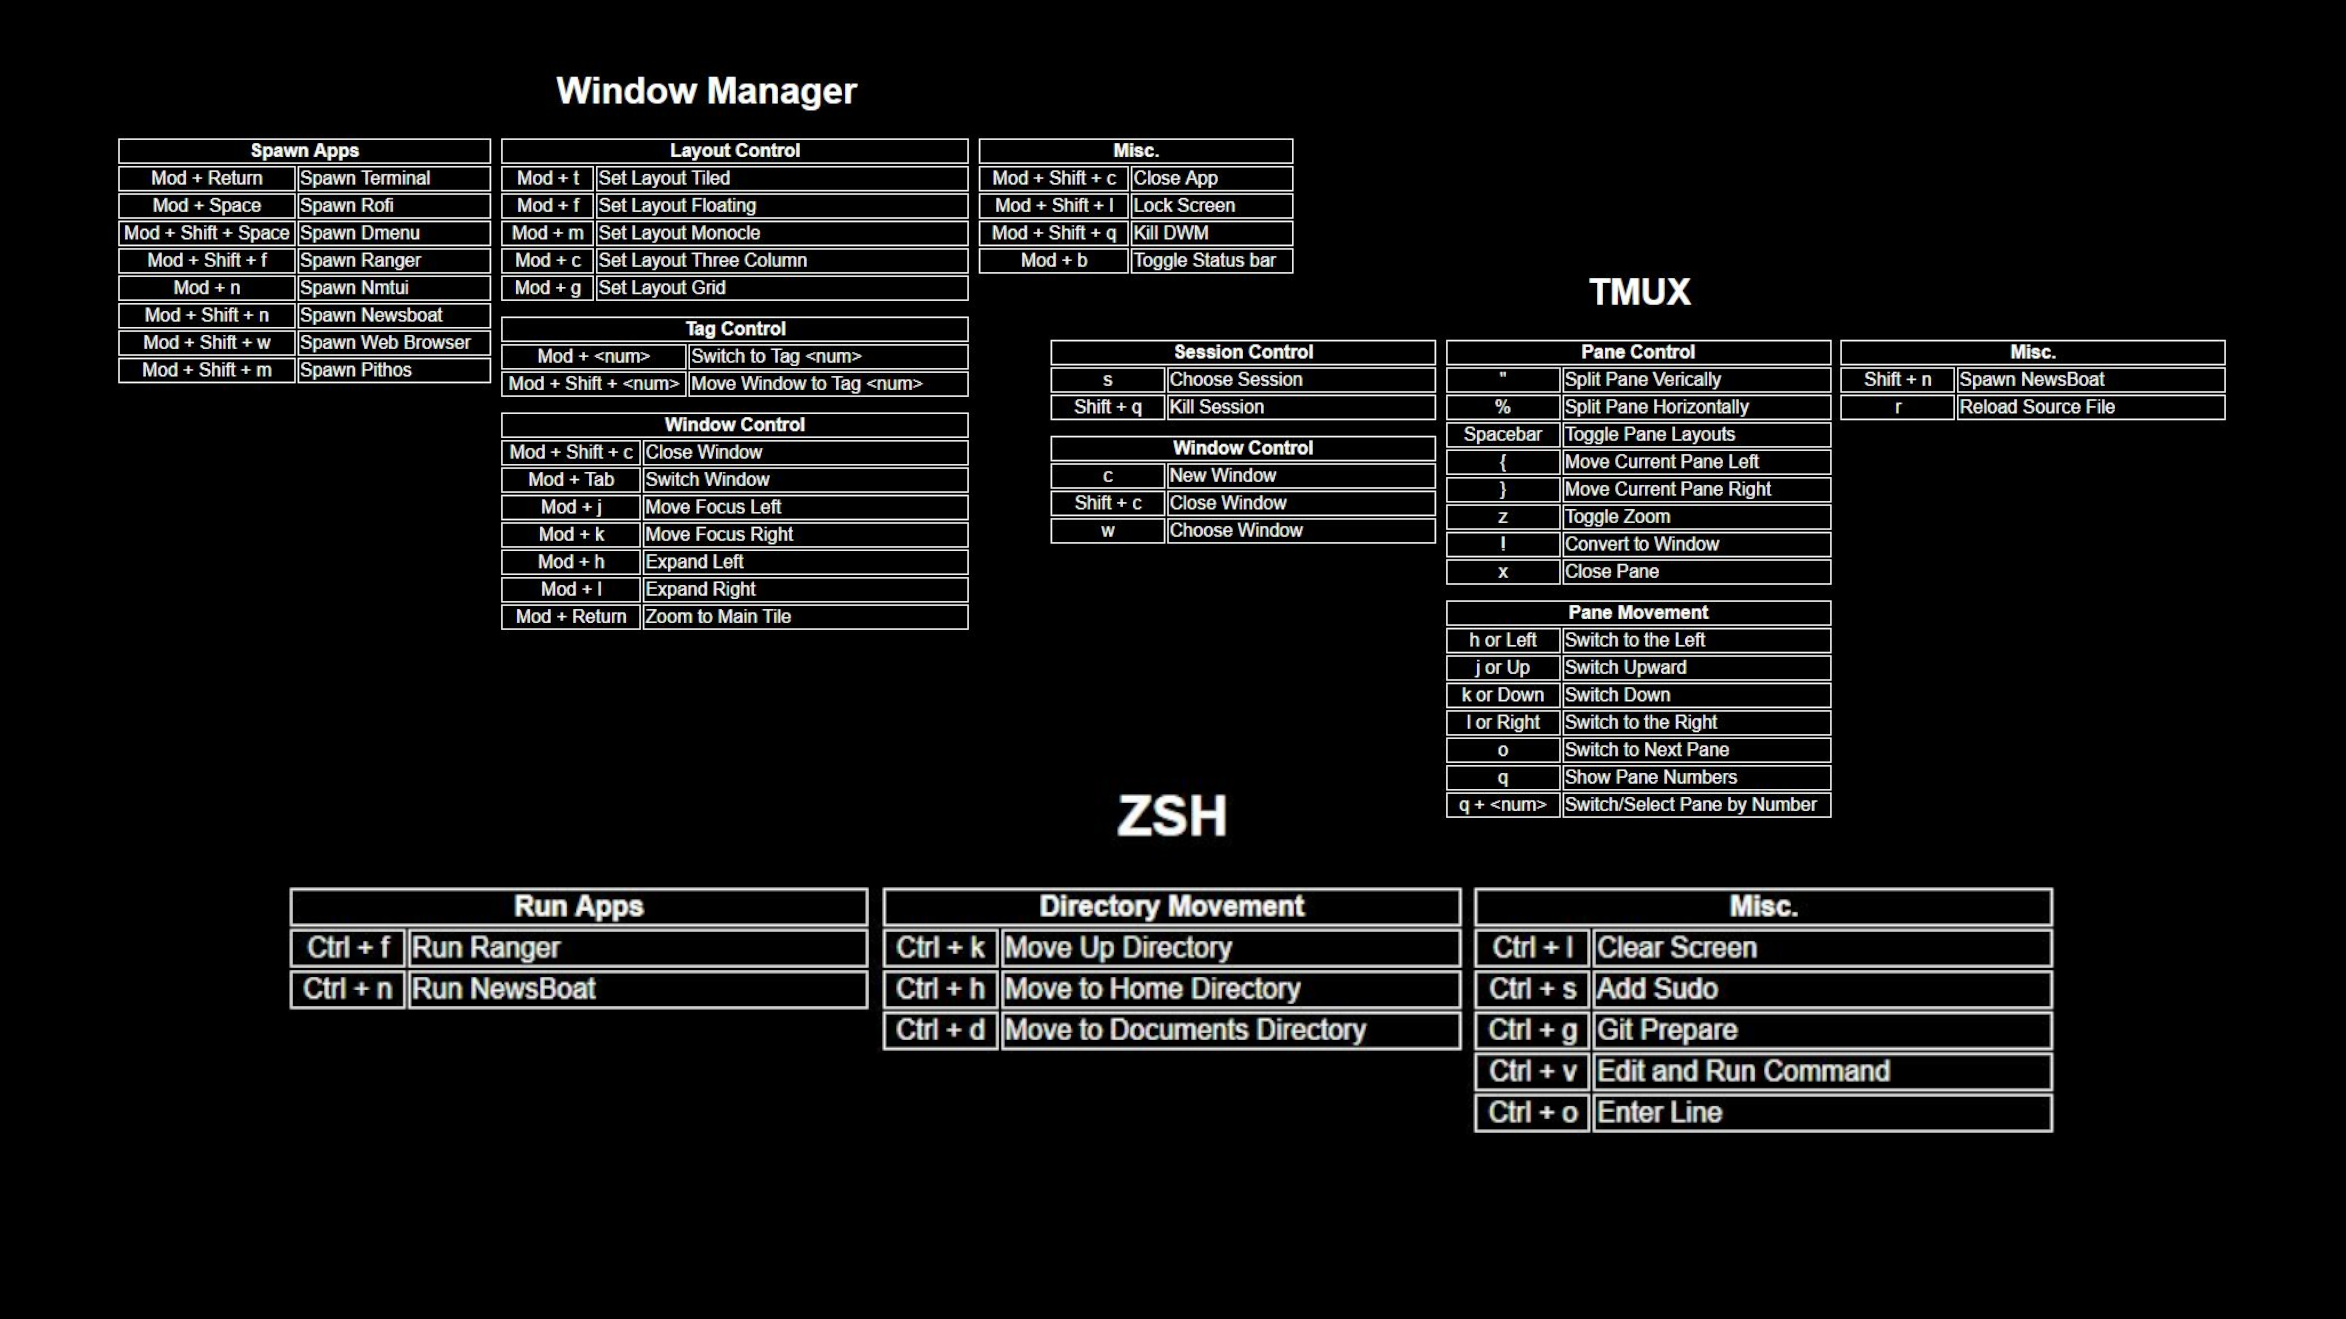 Window Manager
Spawn Apps
Mod + Return Spawn Terminal
Mod + Space Spawn Rofi
Mod + Shift + Space Spawn Dmenu
Mod + Shift + f Spawn Ranger
Mod + n Spawn Nmtui
Mod + Shift + n Spawn Newsboat
Mod + Shift + w Spawn Web Browser
Mod + Shift + m Spawn Pithos
Layout Control
Mod + t Set Layout Tiled
Mod + f Set Layout Floating
Mod + m Set Layout Monocle
Mod + c Set Layout Three Column
Mod + g Set Layout Grid
Tag Control
Mod + <num> Switch to Tag <num>
Mod + Shift + <num> Move Window to Tag <num>
Window Control
Mod + Shift + c Close Window
Mod + Tab Switch Window
Mod + j Move Focus Left
Mod + k Move Focus Right
Mod + h Expand Left
Mod + l Expand Right
Mod + Return Zoom to Main Tile
Misc.
Mod + Shift + c Close App
Mod + Shift + l Lock Screen
Mod + Shift + q Kill DWM
Mod + b Toggle Status bar
TMUX
Session Control
s Choose Session
Shift + q Kill Session
Window Control
c New Window
Shift + c Close Window
w Choose Window
Pane Control
" Split Pane Verically
% Split Pane Horizontally
Spacebar Toggle Pane Layouts
{ Move Current Pane Left
} Move Current Pane Right
z Toggle Zoom
! Convert to Window
x Close Pane
Pane Movement
h or Left Switch to the Left
j or Up Switch Upward
k or Down Switch Down
l or Right Switch to the Right
o Switch to Next Pane
q Show Pane Numbers
q + <num> Switch/Select Pane by Number
Misc.
Shift + n Spawn NewsBoat
r Reload Source File
ZSH
Run Apps
Ctrl + f Run Ranger
Ctrl + n Run NewsBoat
Directory Movement
Ctrl + k Move Up Directory
Ctrl + h Move to Home Directory
Ctrl + d Move to Documents Directory
Misc.
Ctrl + l Clear Screen
Ctrl + s Add Sudo
Ctrl + g Git Prepare
Ctrl + v Edit and Run Command
Ctrl + o Enter Line